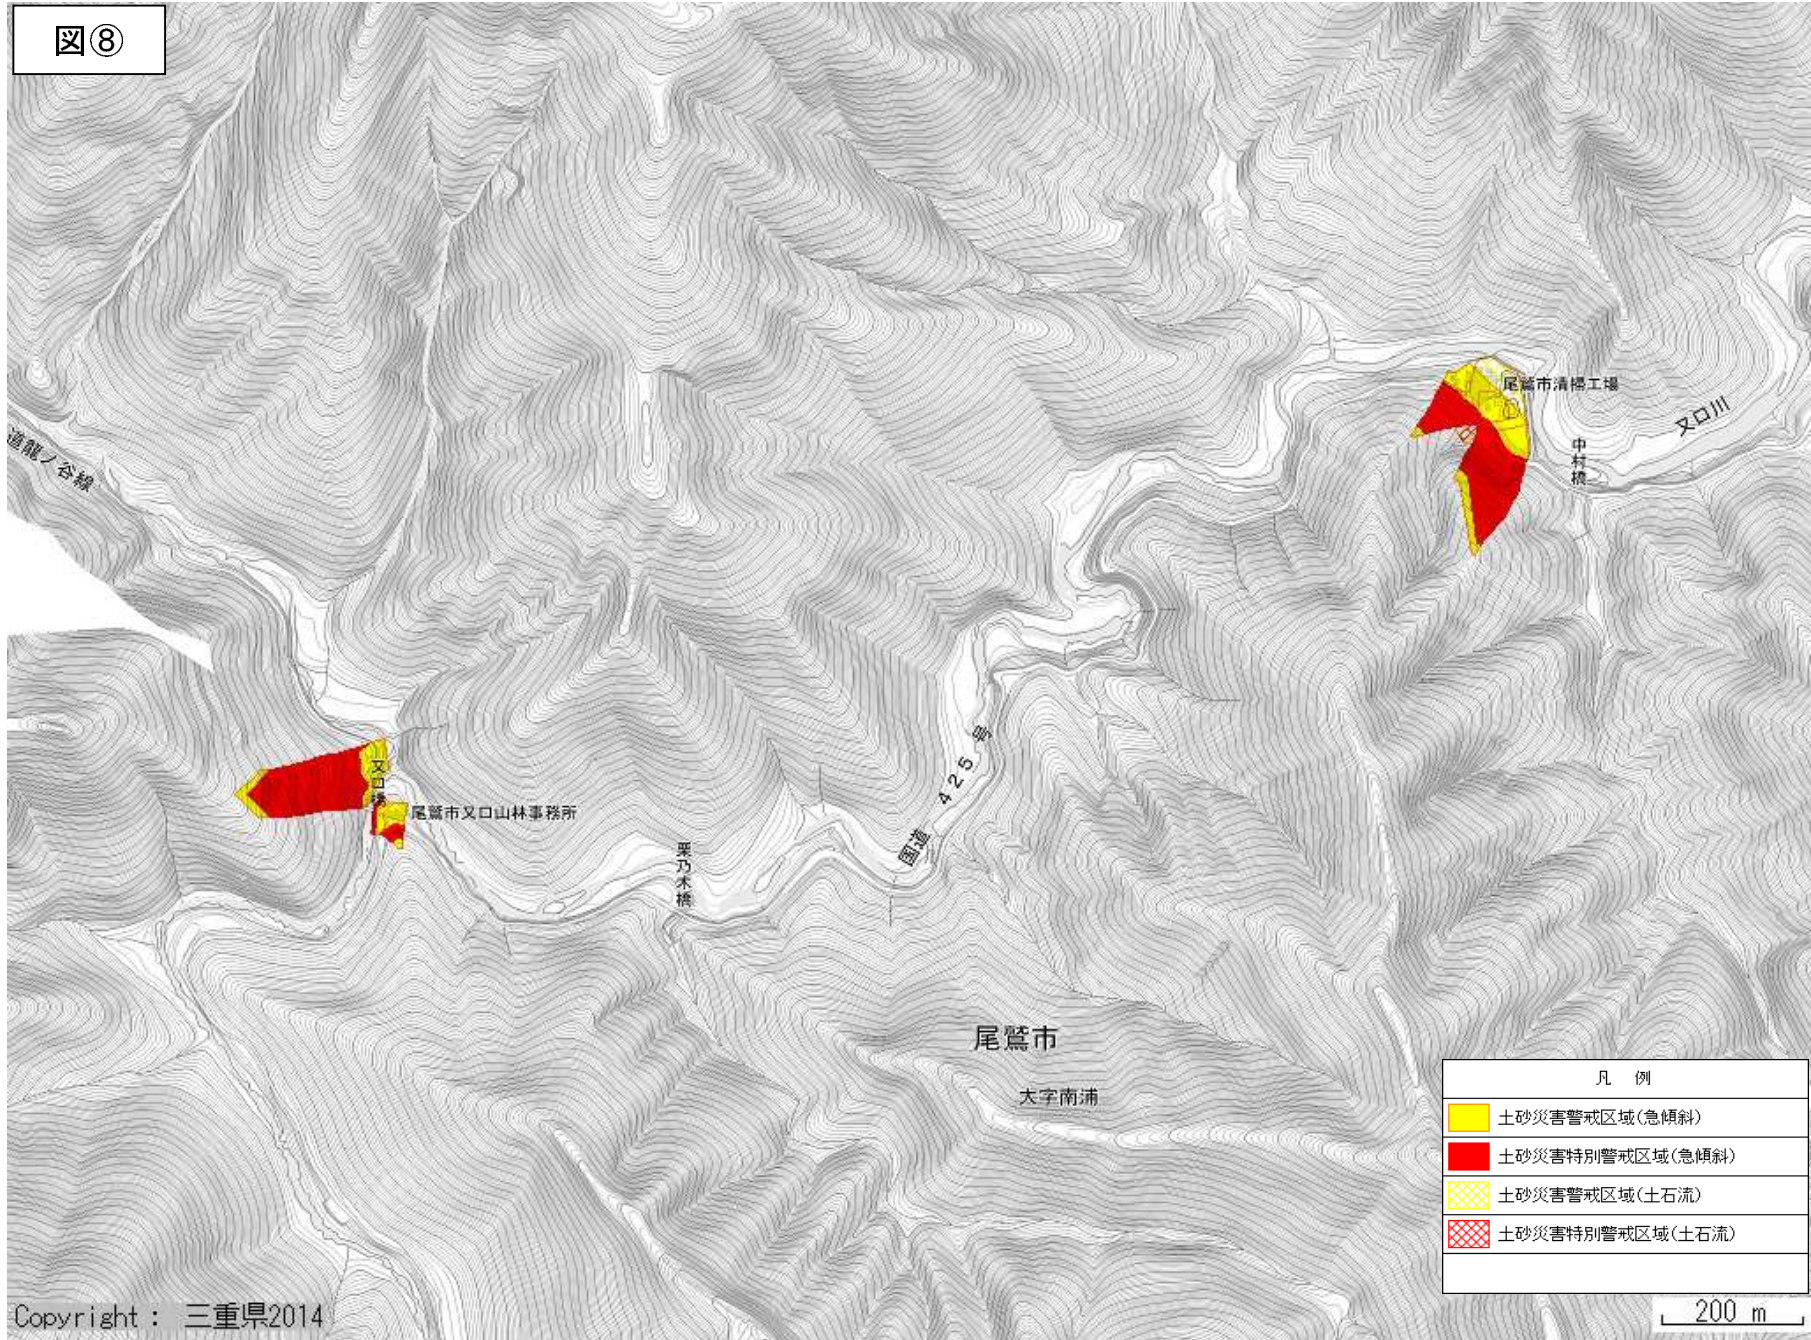 図⑧
尾鷲市清掃工場
又口川
中村橋
道龍ノ谷線
又口橋
尾鷲市又口山林事務所
国道425号
栗乃木橋
尾鷲市
大字南浦
凡 例
土砂災害警戒区域(急傾斜)
土砂災害特別警戒区域(急傾斜)
土砂災害警戒区域(土石流)
土砂災害特別警戒区域(土石流)
Copyright : 三重県2014
200 m